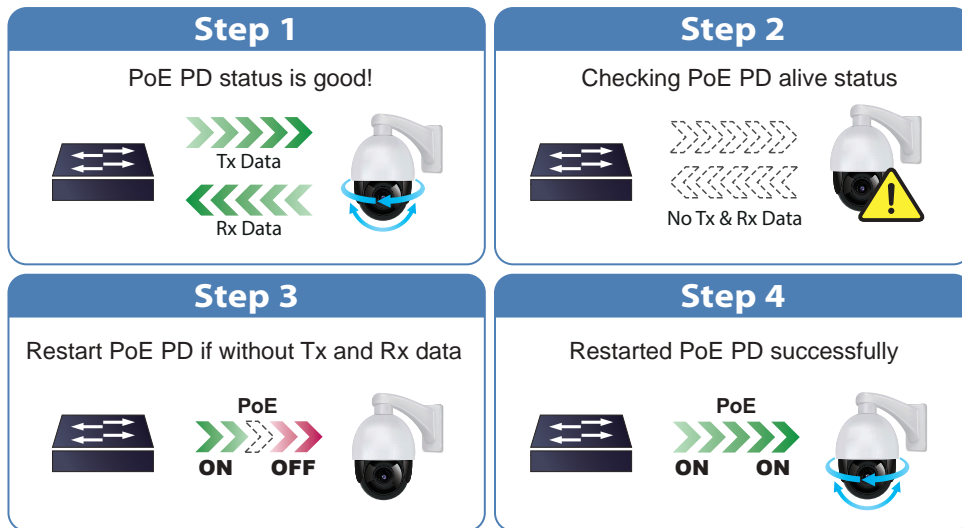 Step 1
PoE PD status is good!
Tx Data
Rx Data
Step 2
Checking PoE PD alive status
No Tx & Rx Data
Step 3
Restart PoE PD if without Tx and Rx data
PoE
ON OFF
Step 4
Restarted PoE PD successfully
PoE
ON ON